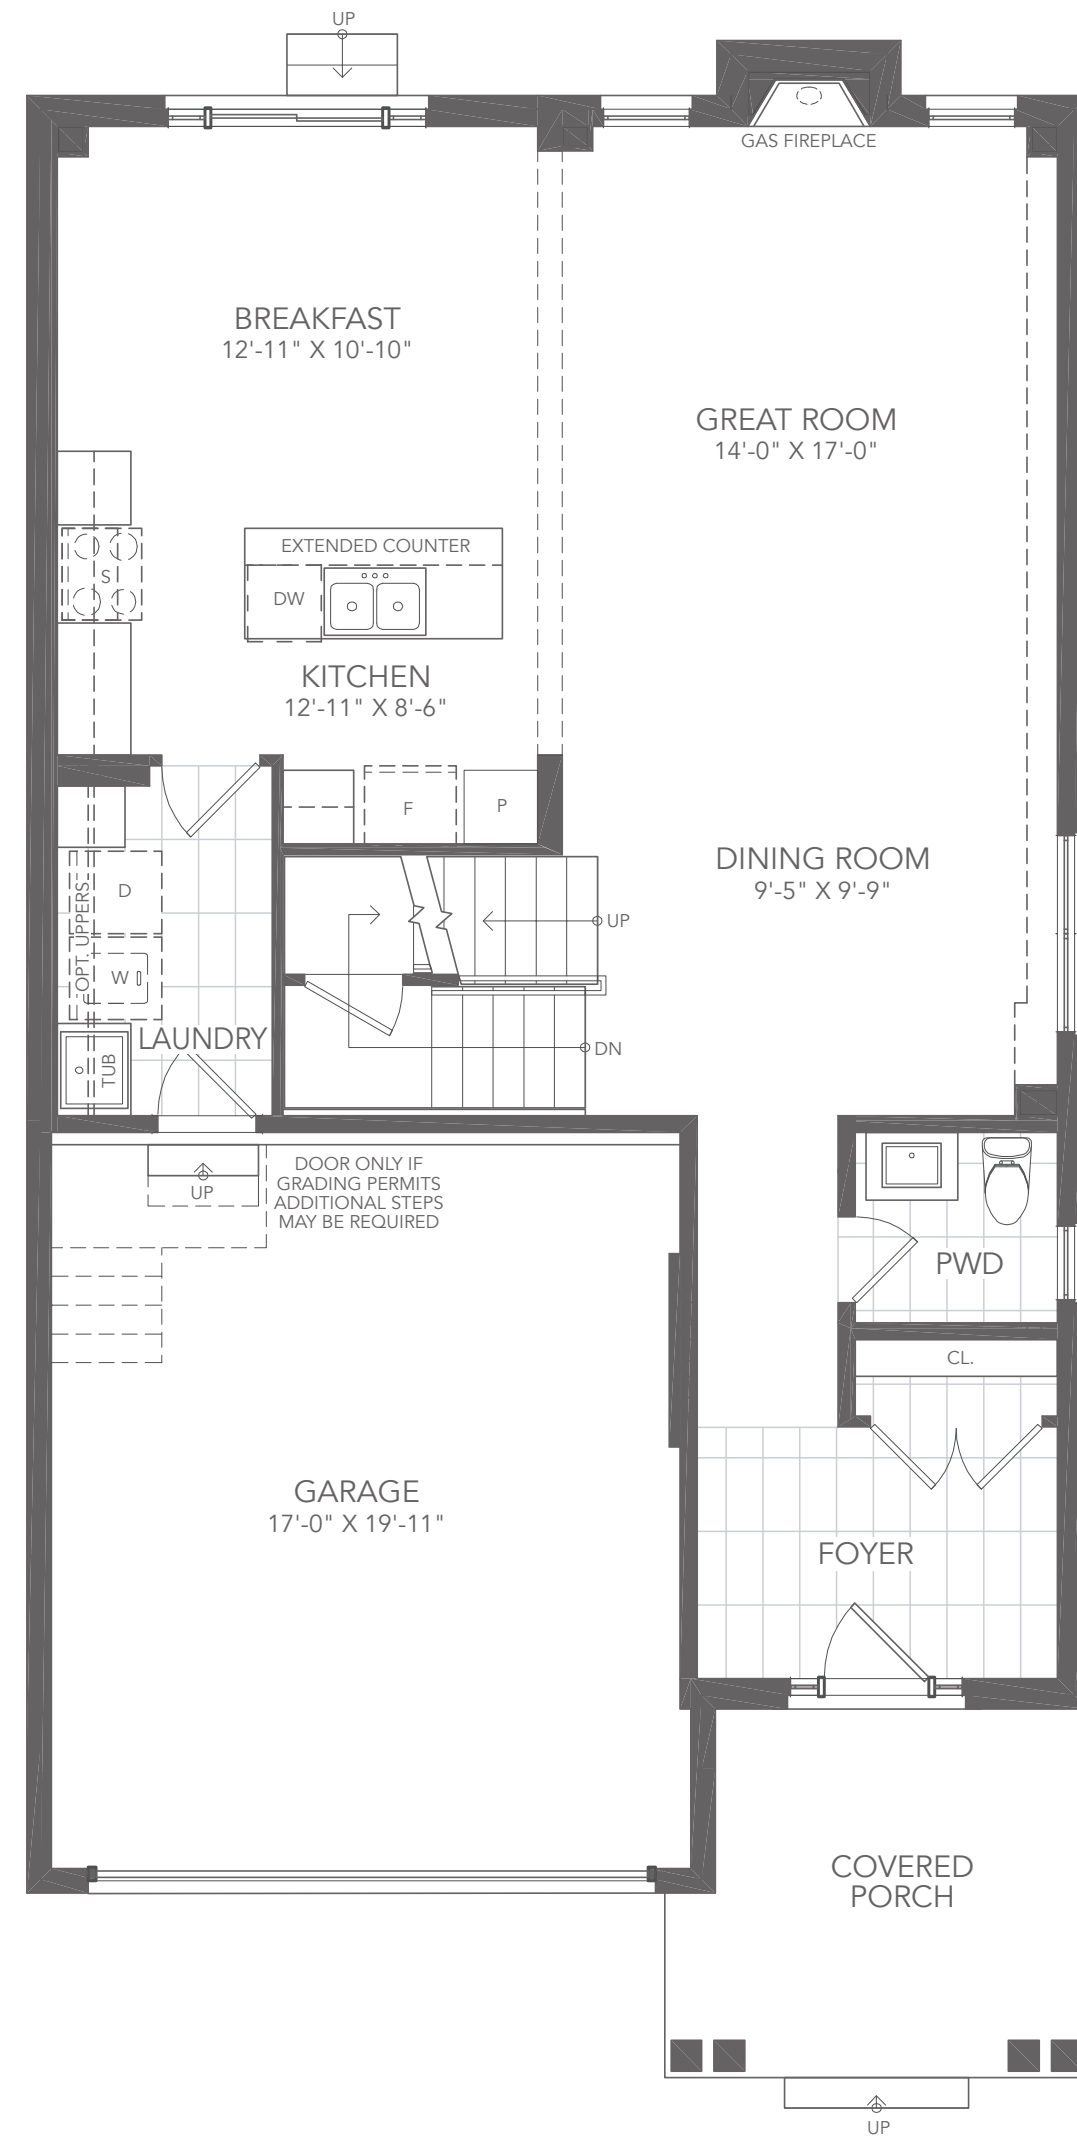 UP
GAS FIREPLACE
BREAKFAST
12'-11" X 10'-10"
GREAT ROOM
14'-0" X 17'-0"
EXTENDED COUNTER
S
DW
KITCHEN
12'-11" X 8'-6"
F
P
DINING ROOM
9'-5" X 9'-9"
OPT. UPPERS
D
UP
W
LAUNDRY
DN
TUB
DOOR ONLY IF
GRADING PERMITS
ADDITIONAL STEPS
MAY BE REQUIRED
UP
PWD
CL.
GARAGE
17'-0" X 19'-11"
FOYER
COVERED
PORCH
UP